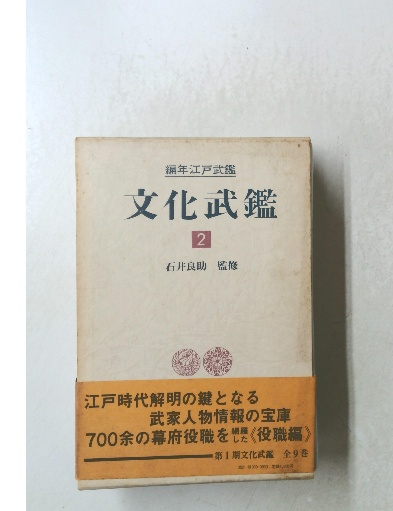 編年江戸武鑑
文化武鑑
2
石井良助 監修
江戸時代解明の鍵となる
武家人物情報の宝庫
700余の幕府役職を網羅した《役職編》
第1期文化武鑑 全9巻